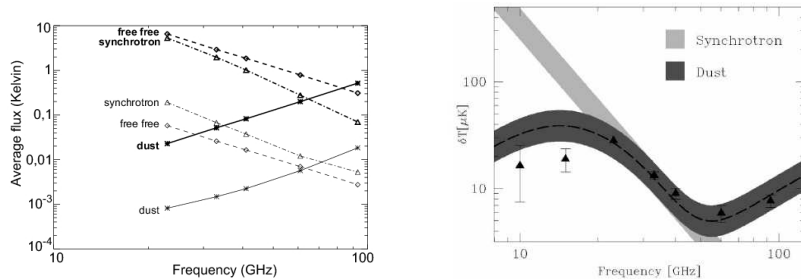 10
1
0,1
0,01
10-3
10-4
Average flux (Kelvin)
free free
synchrotron
dust
synchrotron
free free
dust
10
100
Frequency (GHz)
Synchrotron
Dust
100
10
δT[μK]
10
100
Frequency [GHz]